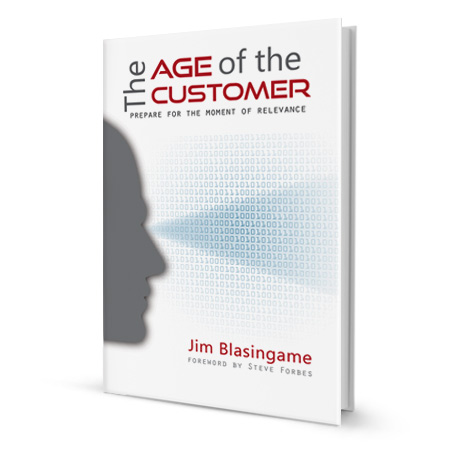 The AGE of the
CUSTOMER
PREPARE FOR THE MOMENT OF RELEVANCE
Jim Blasingame
FOREWORD BY STEVE FORBES